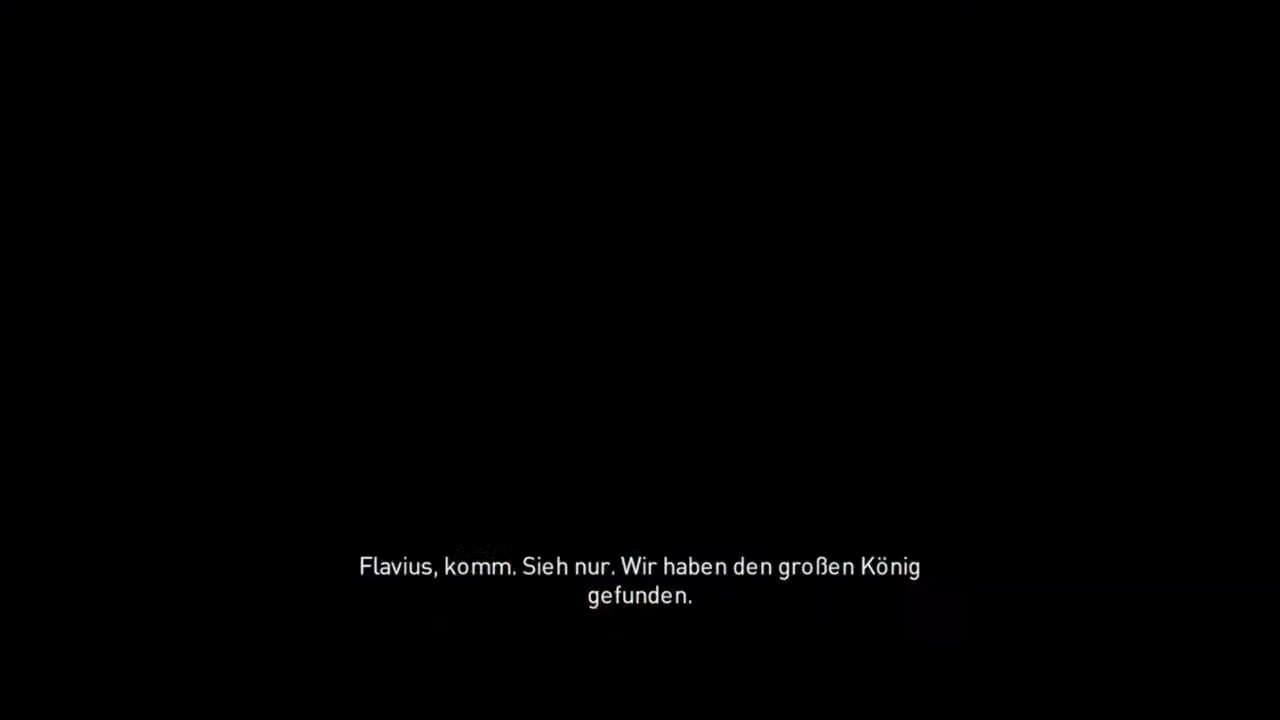 Flavius, komm. Sieh nur. Wir haben den großen König
gefunden.